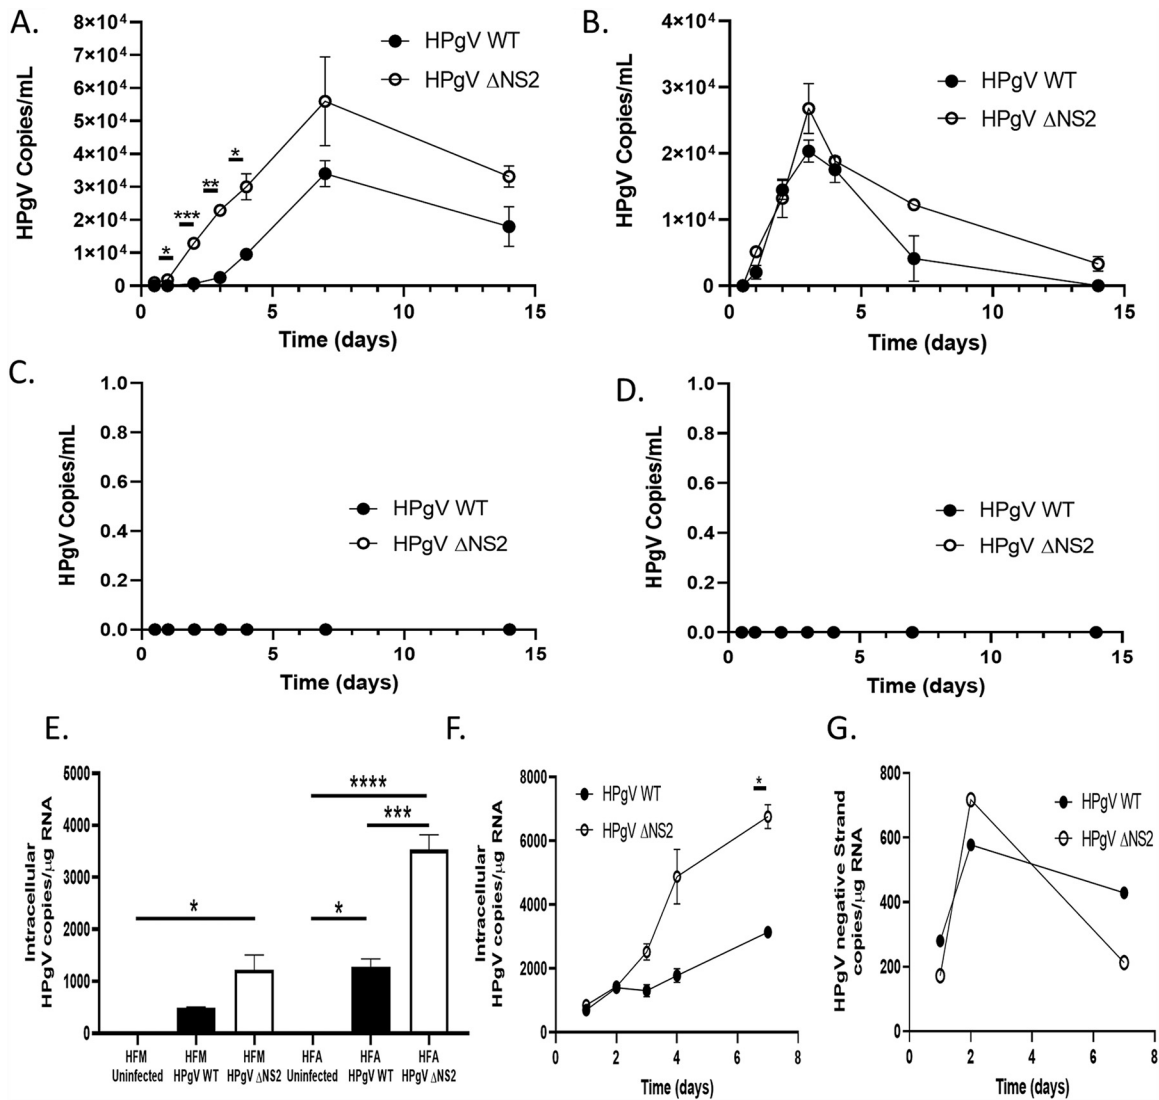 A.
8×10⁴
7×10⁴
6×10⁴
5×10⁴
4×10⁴
3×10⁴
2×10⁴
1×10⁴
0
HPgV Copies/mL
HPgV WT
HPgV ΔNS2
*
***
**
*
0 5 10 15
Time (days)
B.
4×10⁴
3×10⁴
2×10⁴
1×10⁴
0
HPgV Copies/mL
HPgV WT
HPgV ΔNS2
0 5 10 15
Time (days)
C.
1.0
0.8
0.6
0.4
0.2
0.0
HPgV Copies/mL
HPgV WT
HPgV ΔNS2
0 5 10 15
Time (days)
D.
1.0
0.8
0.6
0.4
0.2
0.0
HPgV Copies/mL
HPgV WT
HPgV ΔNS2
0 5 10 15
Time (days)
E.
5000
4000
3000
2000
1000
0
Intracellular
HPgV copies/μg RNA
****
***
*
*
HFM HFM HFM HFA HFA HFA
Uninfected HPgV WT HPgV ΔNS2 Uninfected HPgV WT HPgV ΔNS2
F.
8000
6000
4000
2000
0
Intracellular
HPgV copies/μg RNA
HPgV WT
HPgV ΔNS2
*
0 2 4 6 8
Time (days)
G.
800
600
400
200
0
HPgV negative Strand
copies/μg RNA
HPgV WT
HPgV ΔNS2
0 2 4 6 8
Time (days)